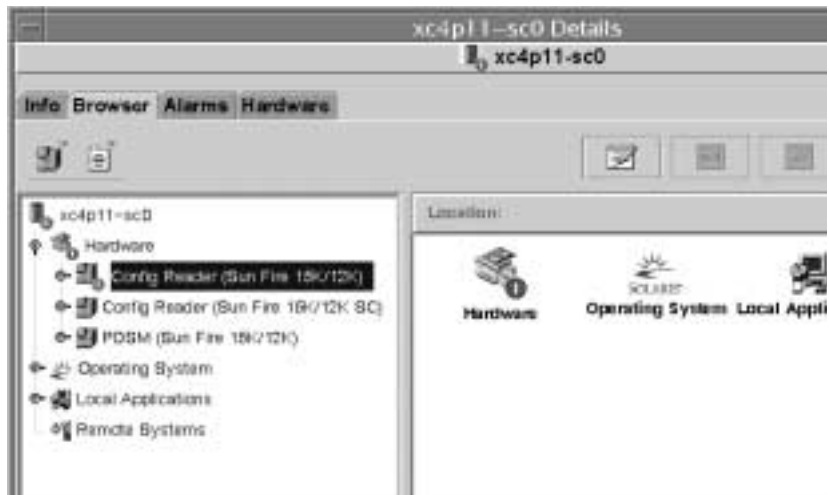 xc4p11-sc0 Details
xc4p11-sc0
Info Browser Alarms Hardware
xc4p11-sc0
Location:
Hardware
Config Reader (Sun Fire 15K/12K)
Config Reader (Sun Fire 15K/12K SC)
PDSM (Sun Fire 15K/12K)
Operating System
Local Applications
Remote Systems
Hardware
SOLARIS
Operating System
Local Appli